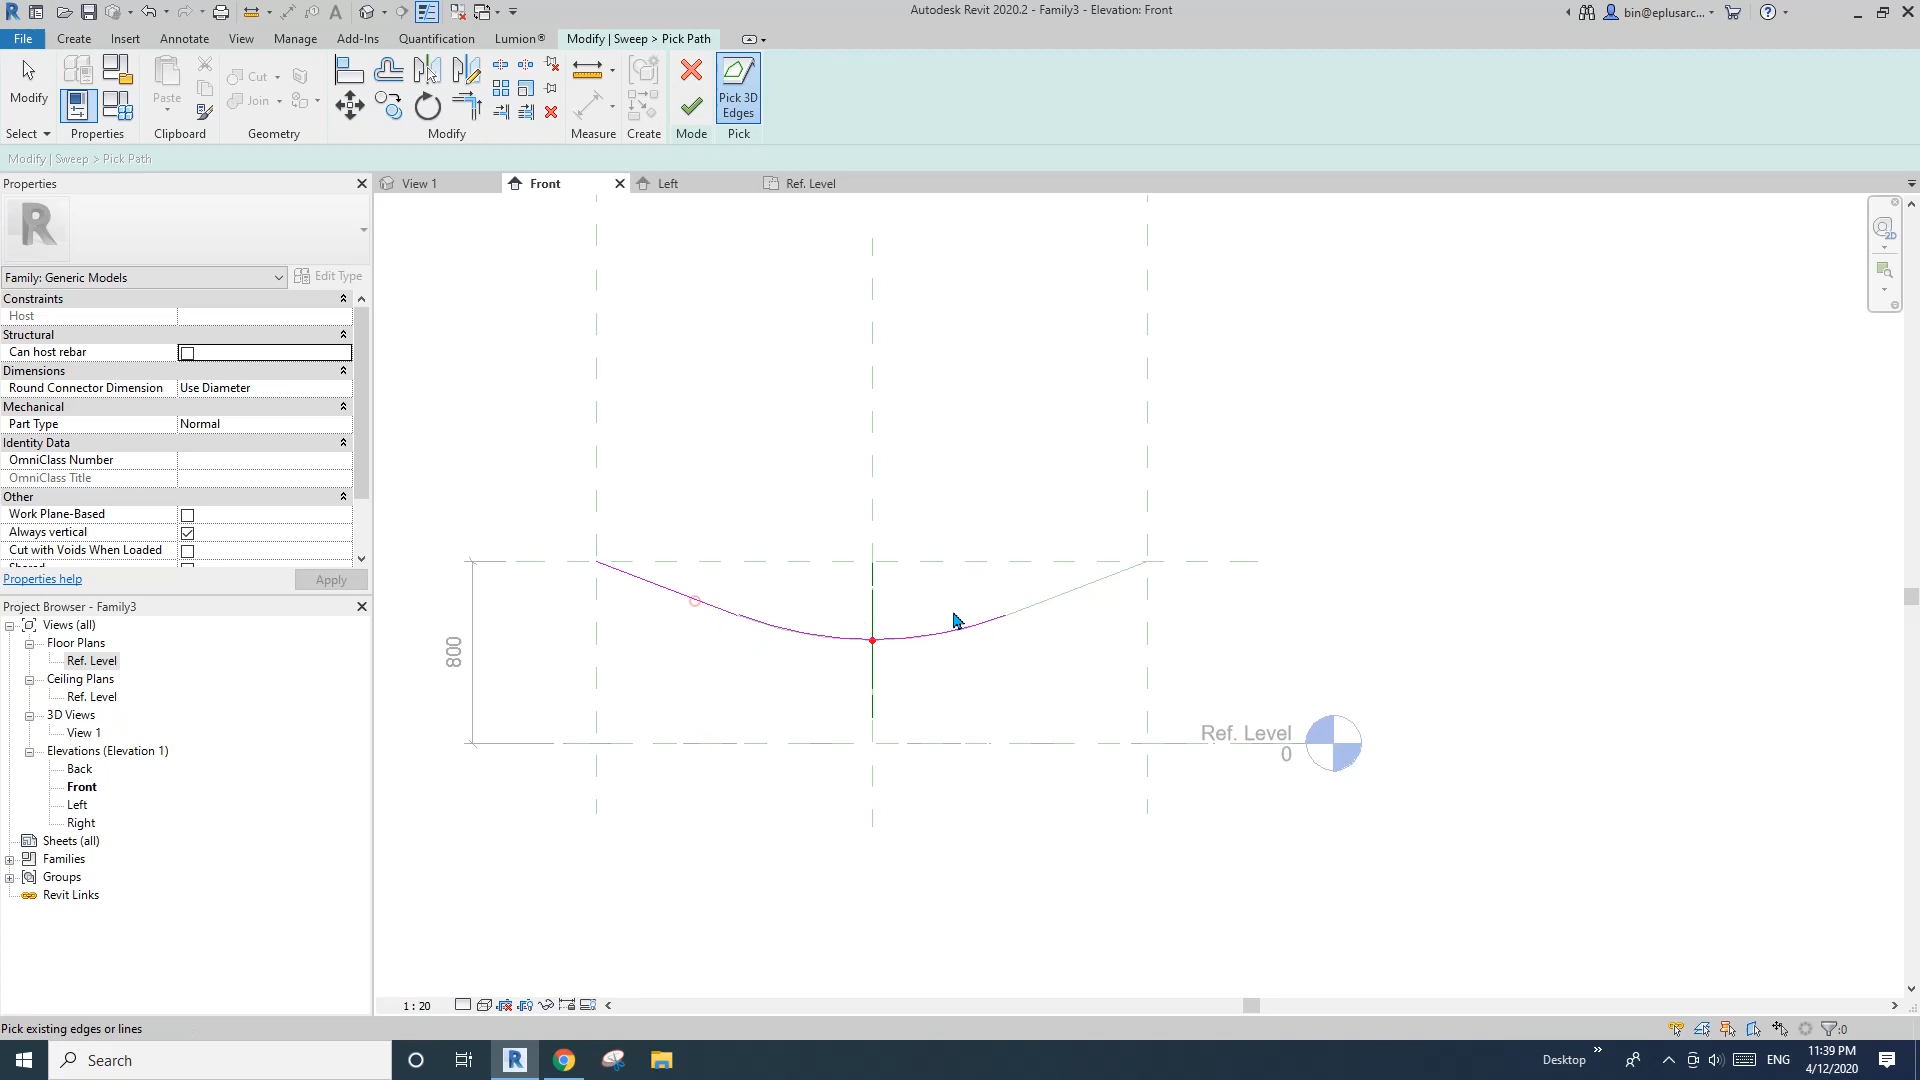 Autodesk Revit 2020.2 - Family3 - Elevation: Front
bin@eplusarc...
File
Create
Insert
Annotate
View
Manage
Add-Ins
Quantification
Lumion®
Modify | Sweep > Pick Path
Modify
Paste
Cut
Join
Pick 3D
Edges
Select
Properties
Clipboard
Geometry
Modify
Measure
Create
Mode
Pick
Modify | Sweep > Pick Path
Properties
View 1
Front
Left
Ref. Level
R
2D
Family: Generic Models
Edit Type
Constraints
Host
Structural
Can host rebar
Dimensions
Round Connector Dimension
Use Diameter
Mechanical
Part Type
Normal
Identity Data
OmniClass Number
OmniClass Title
Other
Work Plane-Based
Always vertical
Cut with Voids When Loaded
Shared
Properties help
Apply
Project Browser - Family3
Views (all)
Floor Plans
Ref. Level
Ceiling Plans
Ref. Level
3D Views
View 1
Elevations (Elevation 1)
Back
Front
Left
Right
Sheets (all)
Families
Groups
Revit Links
800
Ref. Level
0
1 : 20
Pick existing edges or lines
:0
Search
Desktop
ENG
11:39 PM
4/12/2020